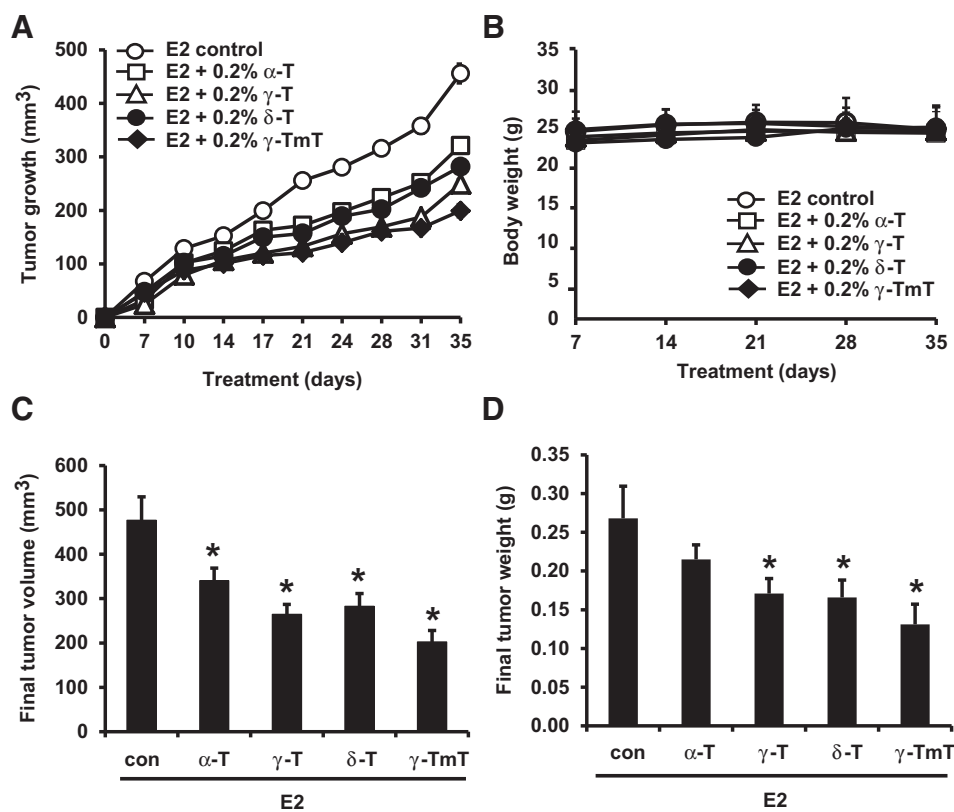 A
E2 control
E2 + 0.2% α-T
E2 + 0.2% γ-T
E2 + 0.2% δ-T
E2 + 0.2% γ-TmT
Tumor growth (mm3)
500
400
300
200
100
0
0 7 10 14 17 21 24 28 31 35
Treatment (days)
B
Body weight (g)
35
30
25
20
15
10
5
0
E2 control
E2 + 0.2% α-T
E2 + 0.2% γ-T
E2 + 0.2% δ-T
E2 + 0.2% γ-TmT
7 14 21 28 35
Treatment (days)
C
Final tumor volume (mm3)
600
500
400
300
200
100
0
* * * *
con α-T γ-T δ-T γ-TmT
E2
D
Final tumor weight (g)
0.35
0.30
0.25
0.20
0.15
0.10
0.05
0.00
* * *
con α-T γ-T δ-T γ-TmT
E2